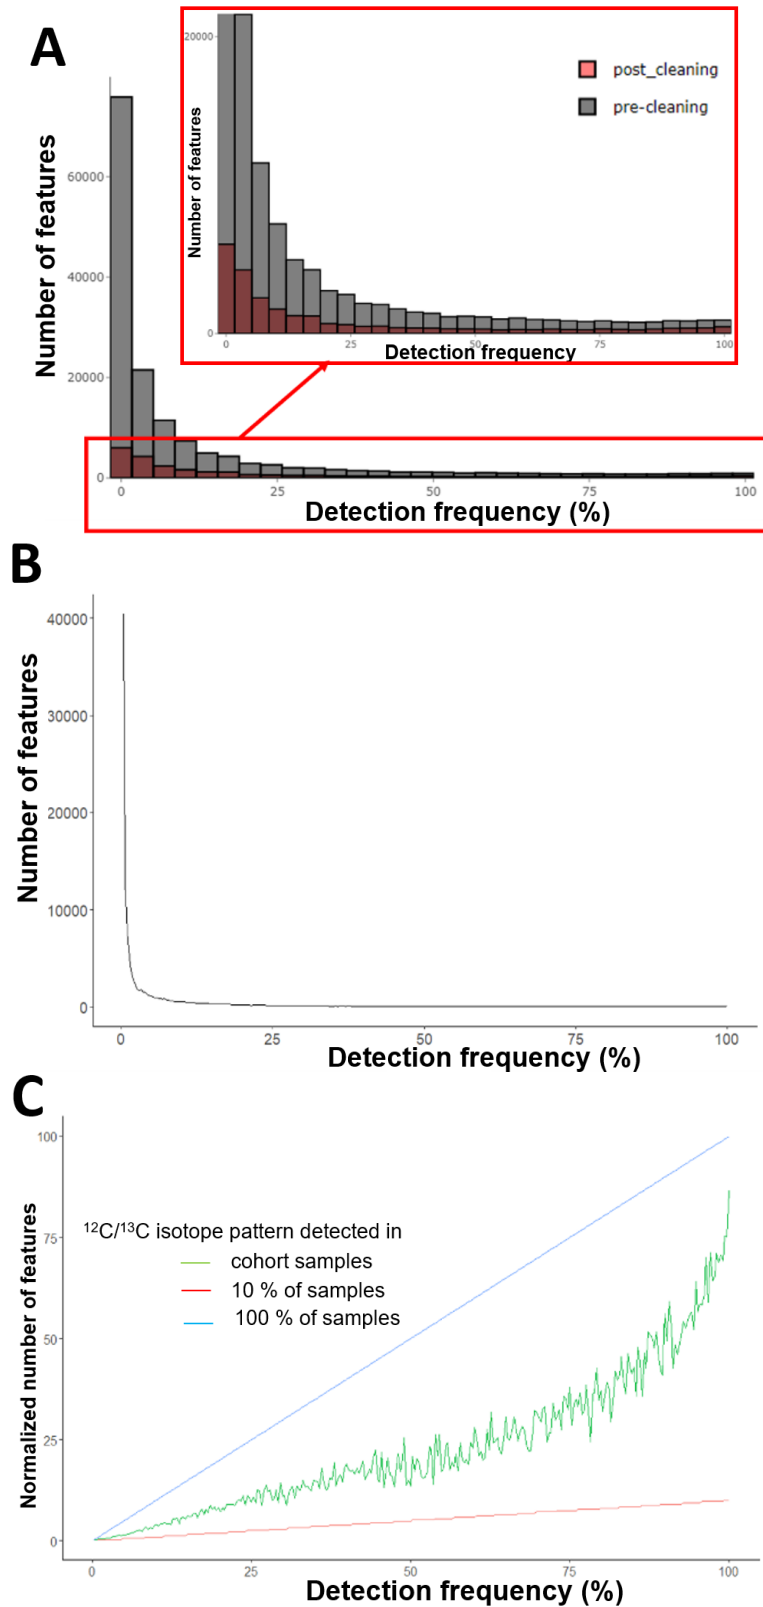 A
20000
Number of features
post_cleaning
pre-cleaning
0
0
25
50
75
100
Detection frequency
Number of features
60000
40000
20000
0
0
25
50
75
100
Detection frequency (%)
B
Number of features
40000
30000
20000
10000
0
0
25
50
75
100
Detection frequency (%)
C
Normalized number of features
100
75
50
25
0
12C/13C isotope pattern detected in
cohort samples
10 % of samples
100 % of samples
0
25
50
75
100
Detection frequency (%)